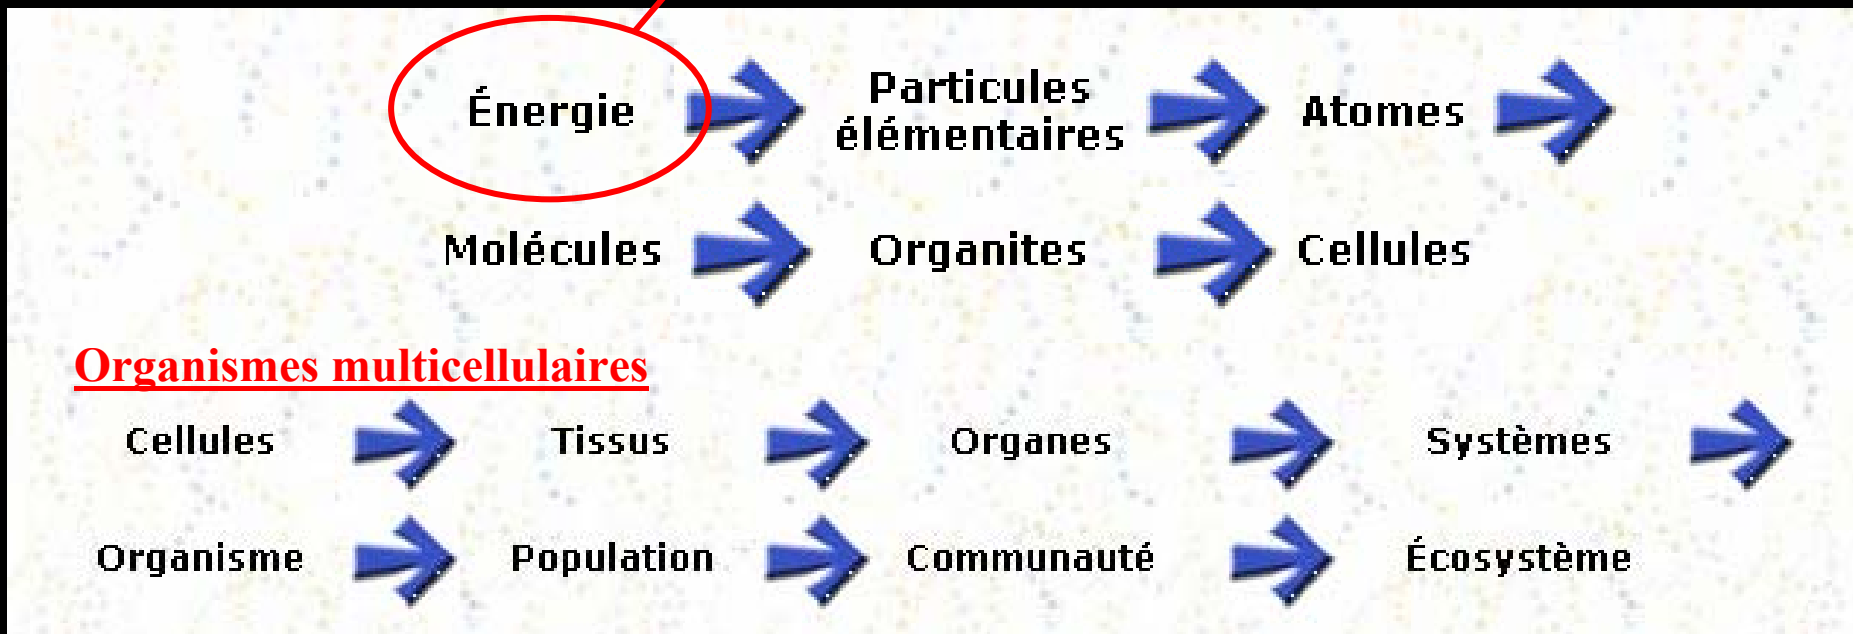 Énergie Particules élémentaires Atomes
Molécules Organites Cellules
Organismes multicellulaires
Cellules Tissus Organes Systèmes
Organisme Population Communauté Écosystème